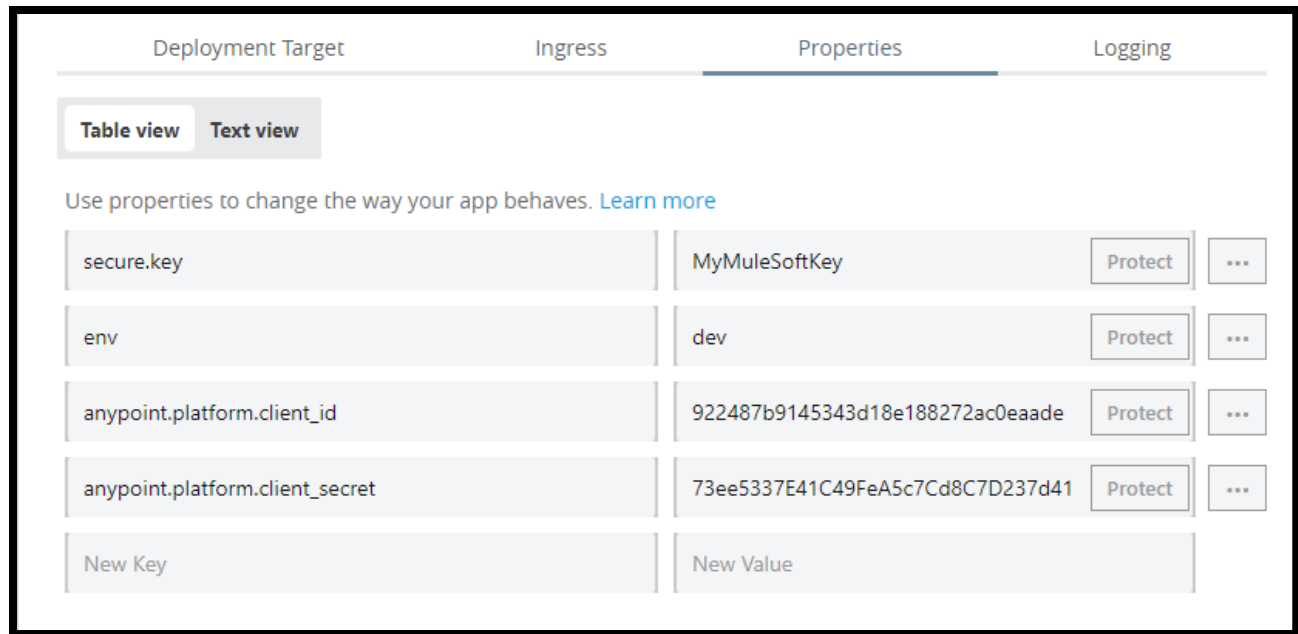 Deployment Target Ingress Properties Logging
Table view Text view
Use properties to change the way your app behaves. Learn more
secure.key MyMuleSoftKey Protect ...
env dev Protect ...
anypoint.platform.client_id 922487b9145343d18e188272ac0eaade Protect ...
anypoint.platform.client_secret 73ee5337E41C49FeA5c7Cd8C7D237d41 Protect ...
New Key New Value